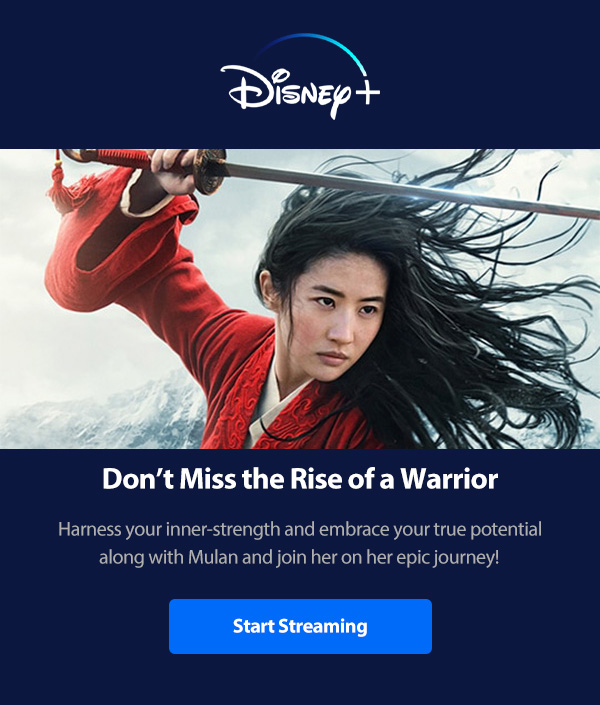 Disney+
Don’t Miss the Rise of a Warrior
Harness your inner-strength and embrace your true potential
along with Mulan and join her on her epic journey!
Start Streaming